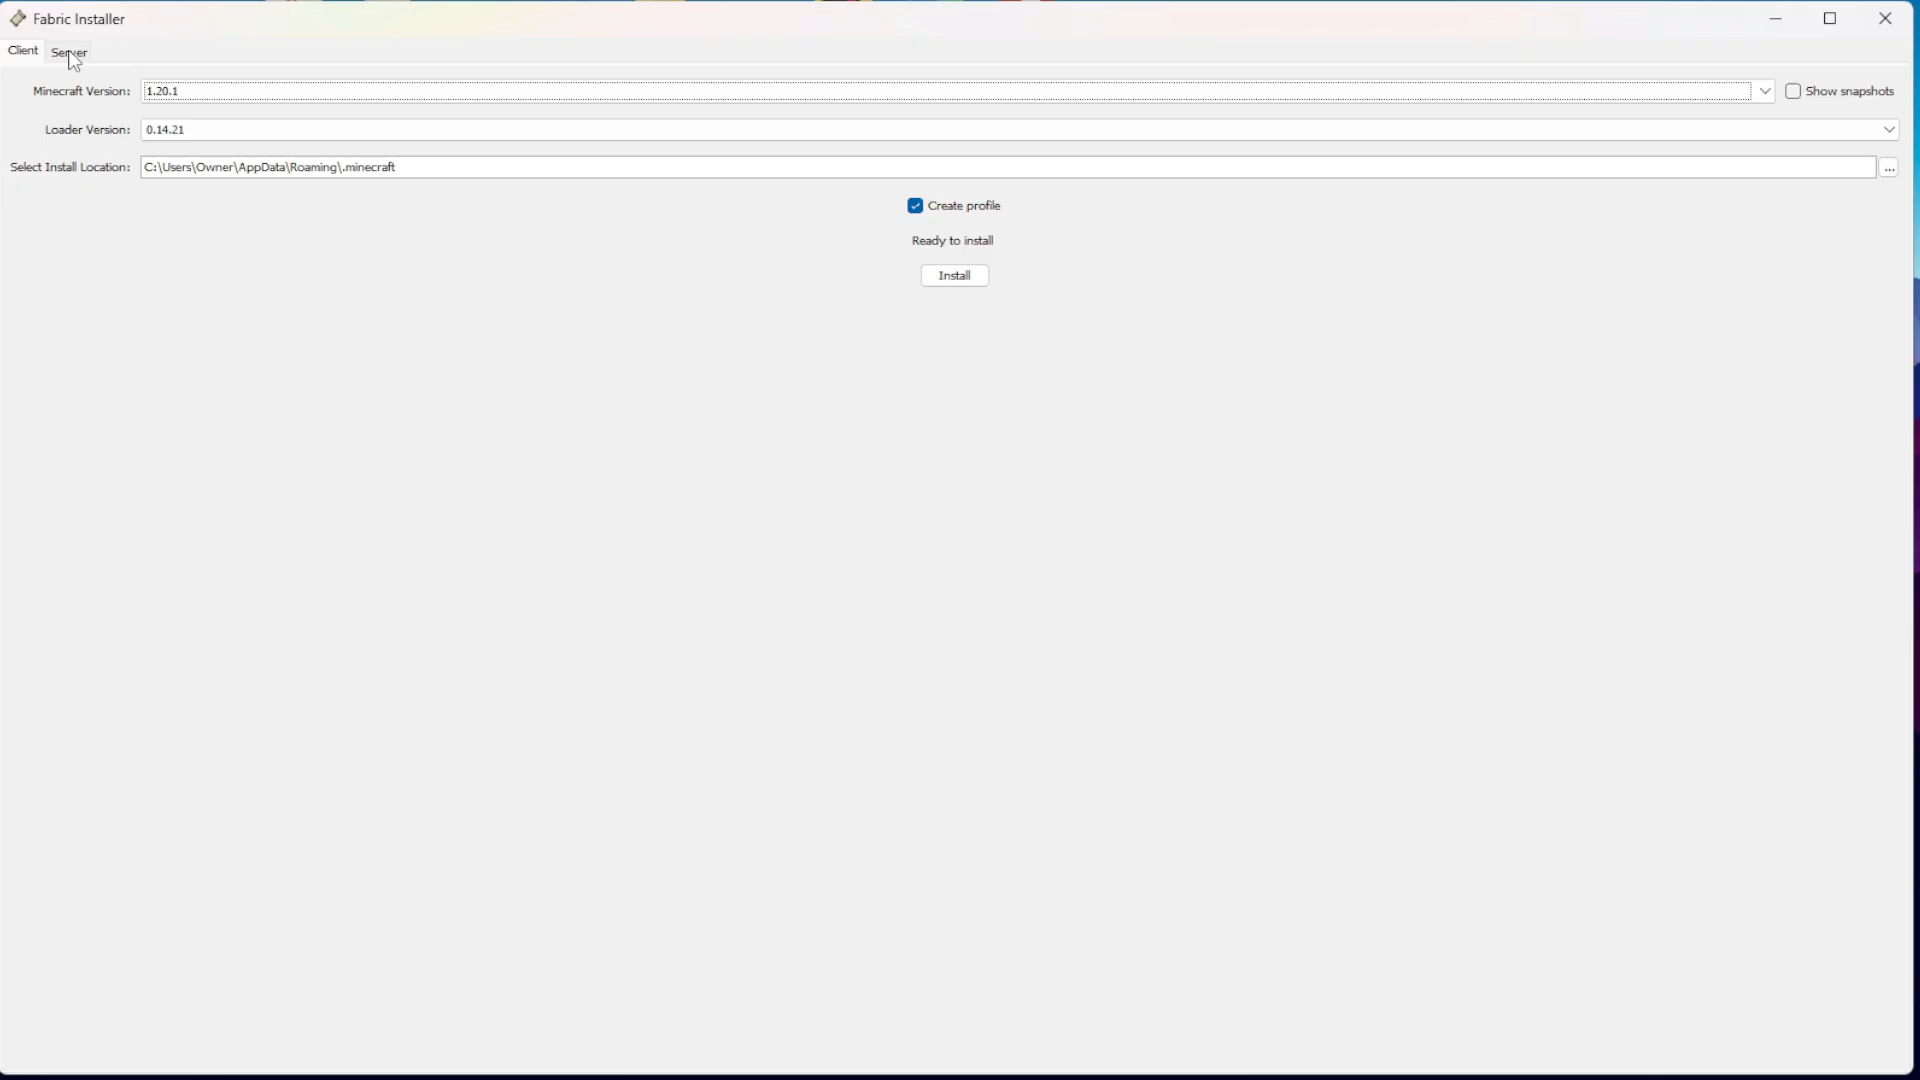 Fabric Installer
Client Server
Minecraft Version: 1.20.1 Show snapshots
Loader Version: 0.14.21
Select Install Location: C:\Users\Owner\AppData\Roaming\.minecraft ...
Create profile
Ready to install
Install